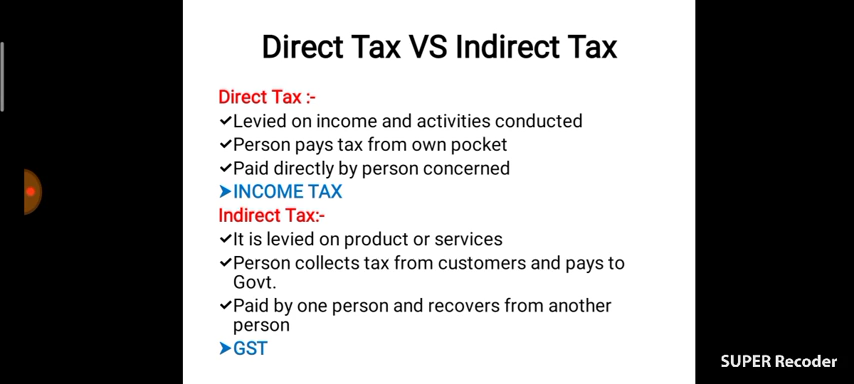 Direct Tax VS Indirect Tax
Direct Tax :-
✓Levied on income and activities conducted
✓Person pays tax from own pocket
✓Paid directly by person concerned
➤INCOME TAX
Indirect Tax:-
✓It is levied on product or services
✓Person collects tax from customers and pays to
Govt.
✓Paid by one person and recovers from another
person
➤GST
SUPER Recoder